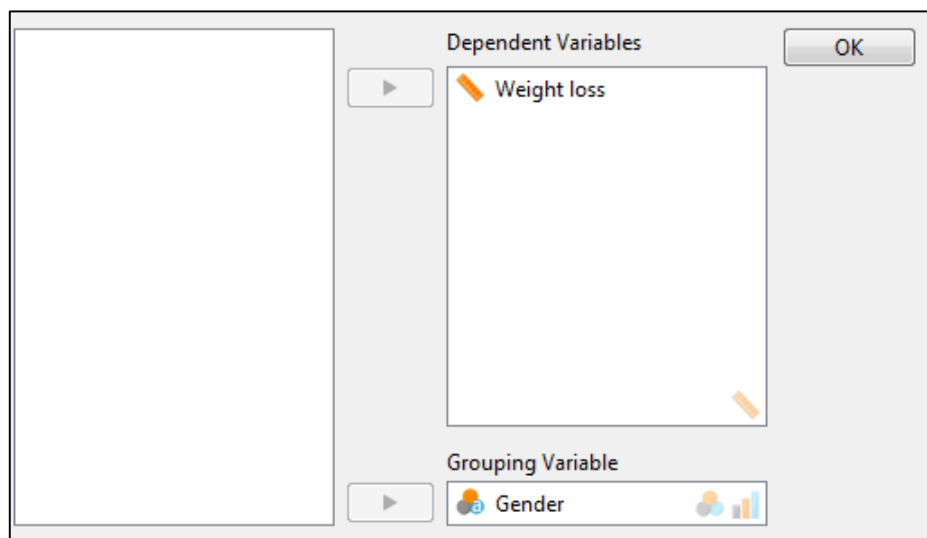 Dependent Variables
OK
Weight loss
Grouping Variable
a Gender